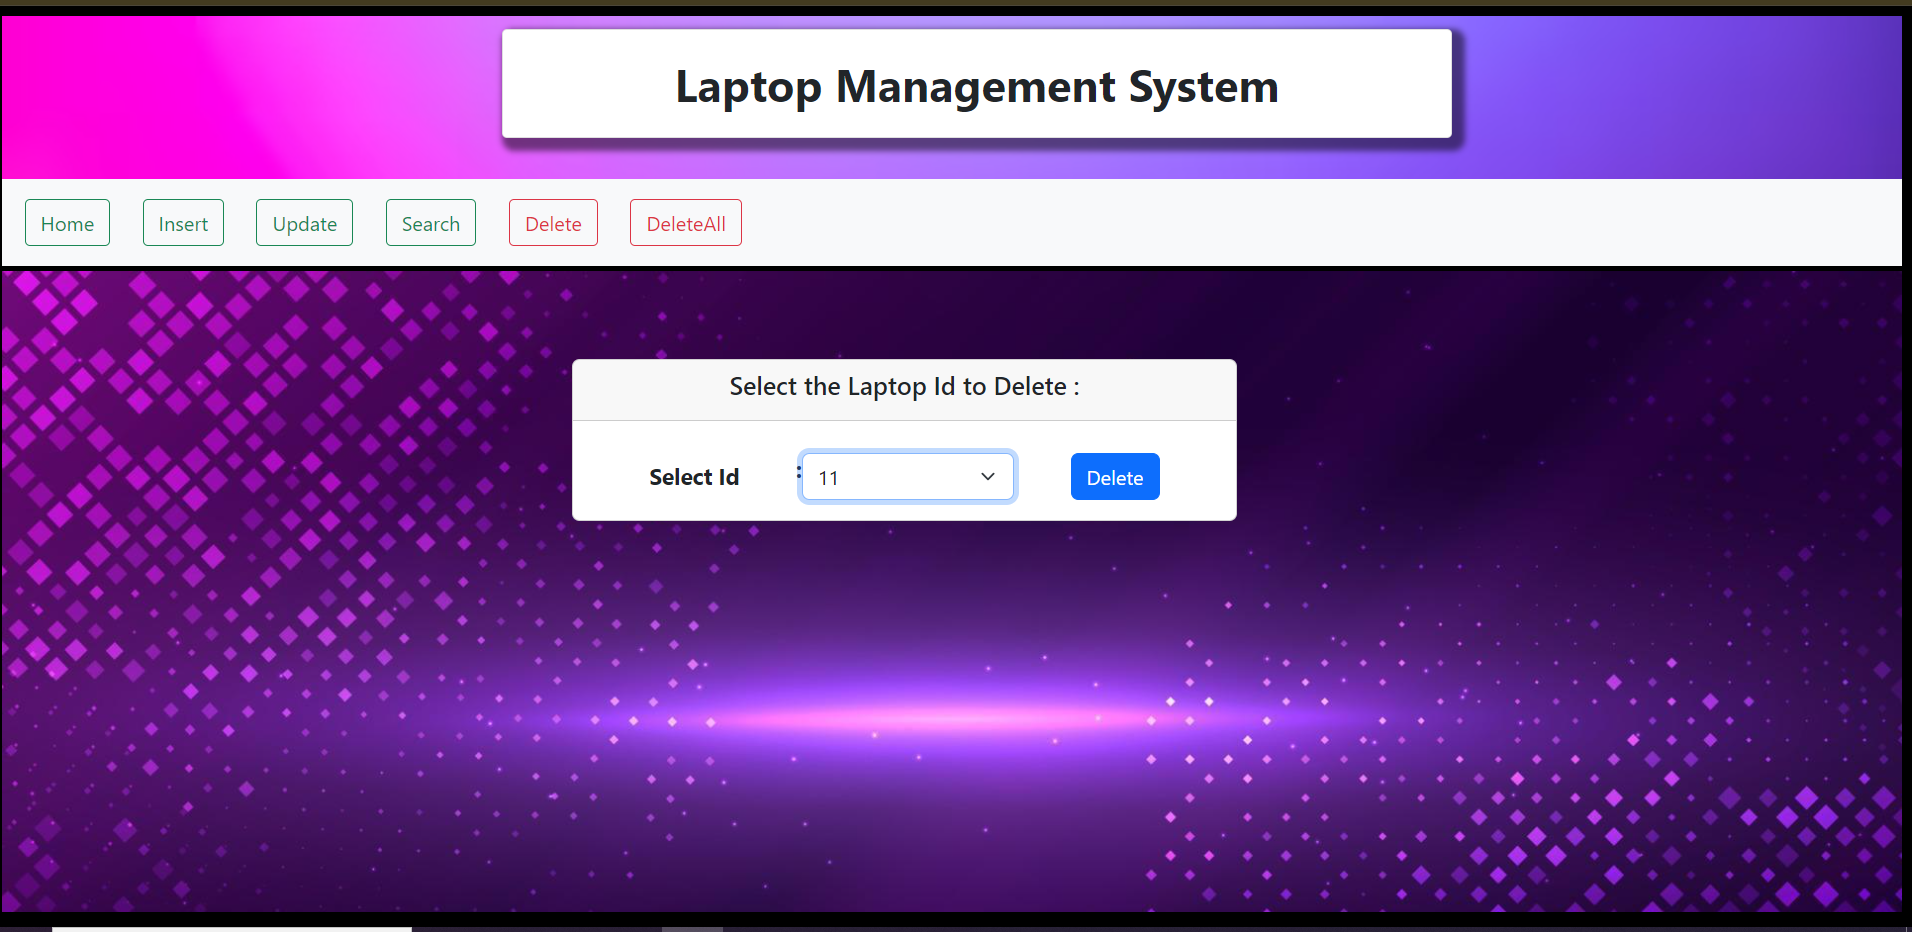 Laptop Management System
Home Insert Update Search Delete DeleteAll
Select the Laptop Id to Delete :
Select Id : 11 Delete